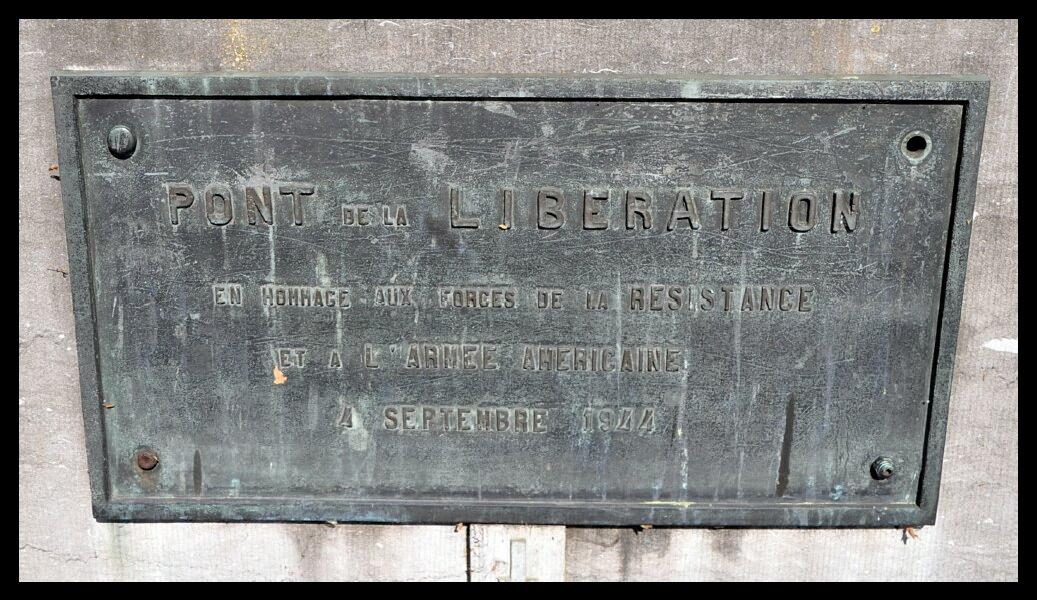 PONT DE LA LIBERATION
EN HOMMAGE AUX FORCES DE LA RESISTANCE
ET A L'ARMEE AMERICAINE
4 SEPTEMBRE 1944